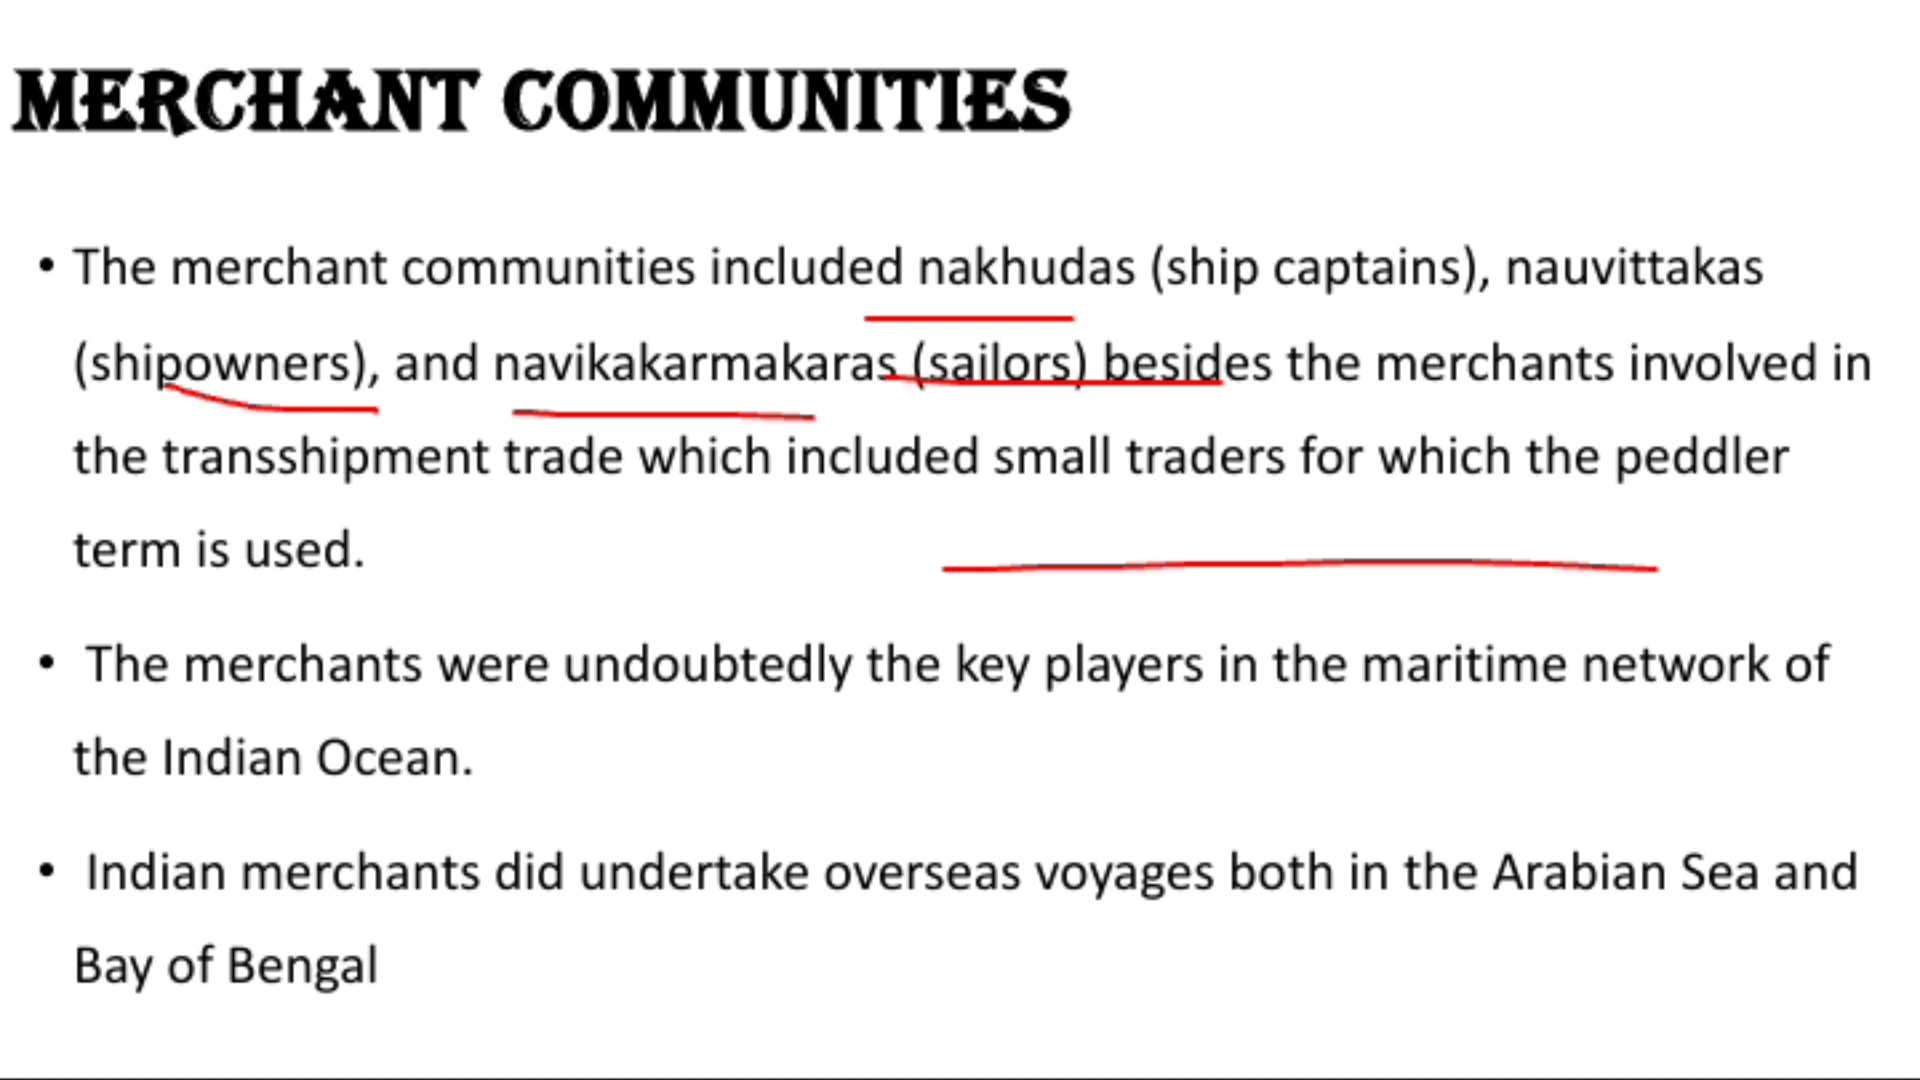 MERCHANT COMMUNITIES
• The merchant communities included nakhudas (ship captains), nauvittakas
(shipowners), and navikakarmakaras (sailors) besides the merchants involved in
the transshipment trade which included small traders for which the peddler
term is used.
• The merchants were undoubtedly the key players in the maritime network of
the Indian Ocean.
• Indian merchants did undertake overseas voyages both in the Arabian Sea and
Bay of Bengal